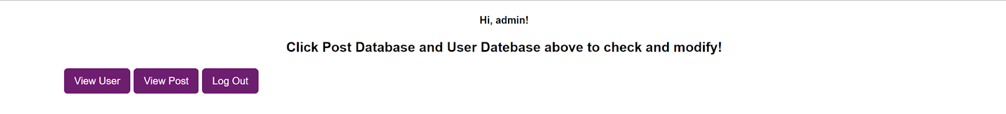 Hi, admin!
Click Post Database and User Datebase above to check and modify!
View User View Post Log Out